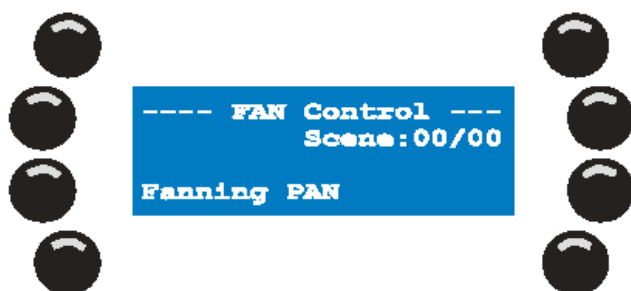 ---- FAN Control ---
Scene:00/00
Fanning PAN